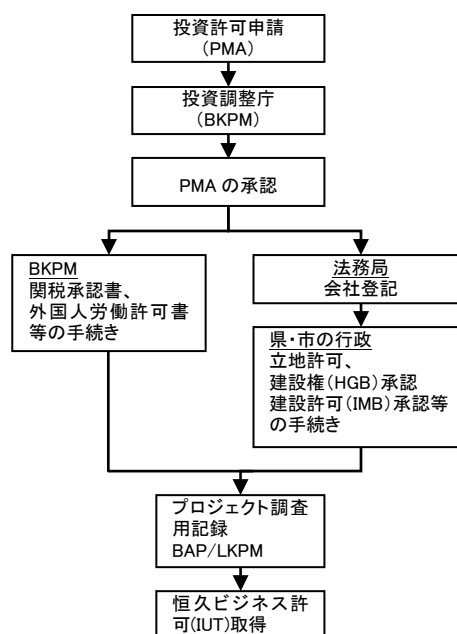 投資許可申請
(PMA)
投資調整庁
(BKPM)
PMA の承認
BKPM
関税承認書、
外国人労働許可書
等の手続き
法務局
会社登記
県・市の行政
立地許可、
建設権(HGB)承認
建設許可(IMB)承認等
の手続き
プロジェクト調査
用記録
BAP/LKPM
恒久ビジネス許
可(IUT)取得